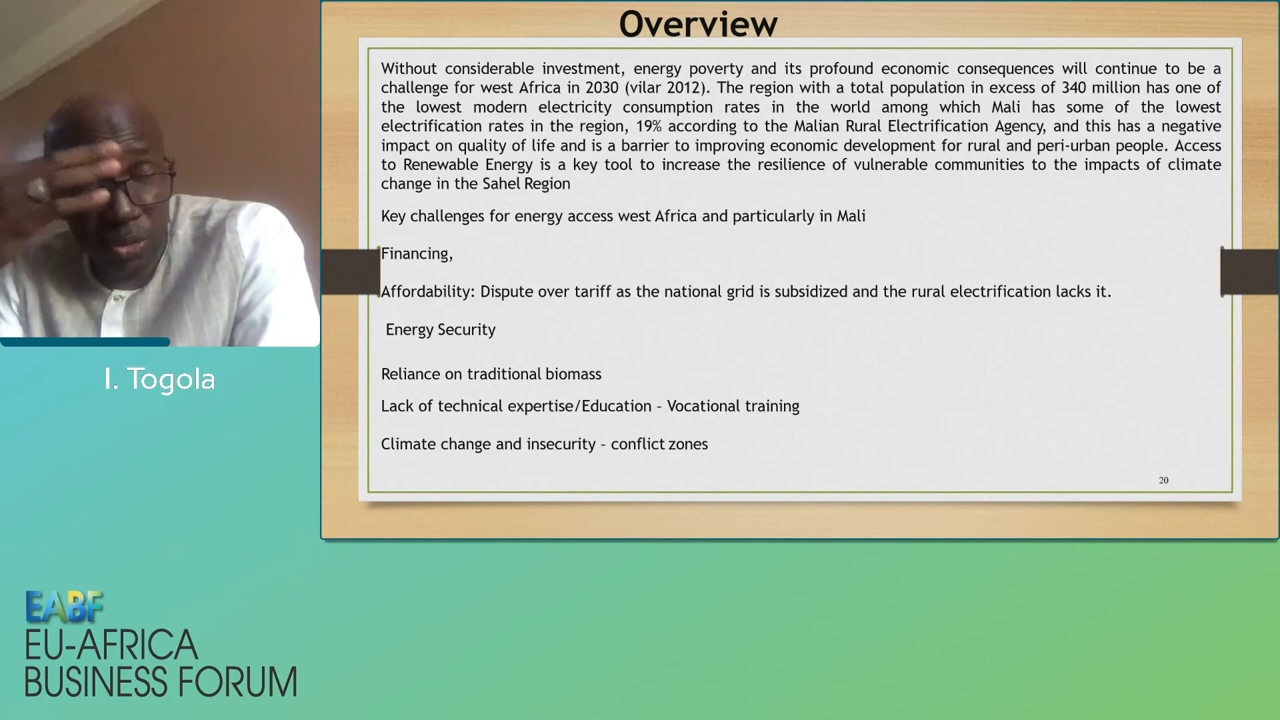 Overview
Without considerable investment, energy poverty and its profound economic consequences will continue to be a
challenge for west Africa in 2030 (vilar 2012). The region with a total population in excess of 340 million has one of
the lowest modern electricity consumption rates in the world among which Mali has some of the lowest
electrification rates in the region, 19% according to the Malian Rural Electrification Agency, and this has a negative
impact on quality of life and is a barrier to improving economic development for rural and peri-urban people. Access
to Renewable Energy is a key tool to increase the resilience of vulnerable communities to the impacts of climate
change in the Sahel Region
Key challenges for energy access west Africa and particularly in Mali
Financing,
Affordability: Dispute over tariff as the national grid is subsidized and the rural electrification lacks it.
Energy Security
Reliance on traditional biomass
Lack of technical expertise/Education – Vocational training
Climate change and insecurity – conflict zones
20
I. Togola
EABF
EU-AFRICA
BUSINESS FORUM